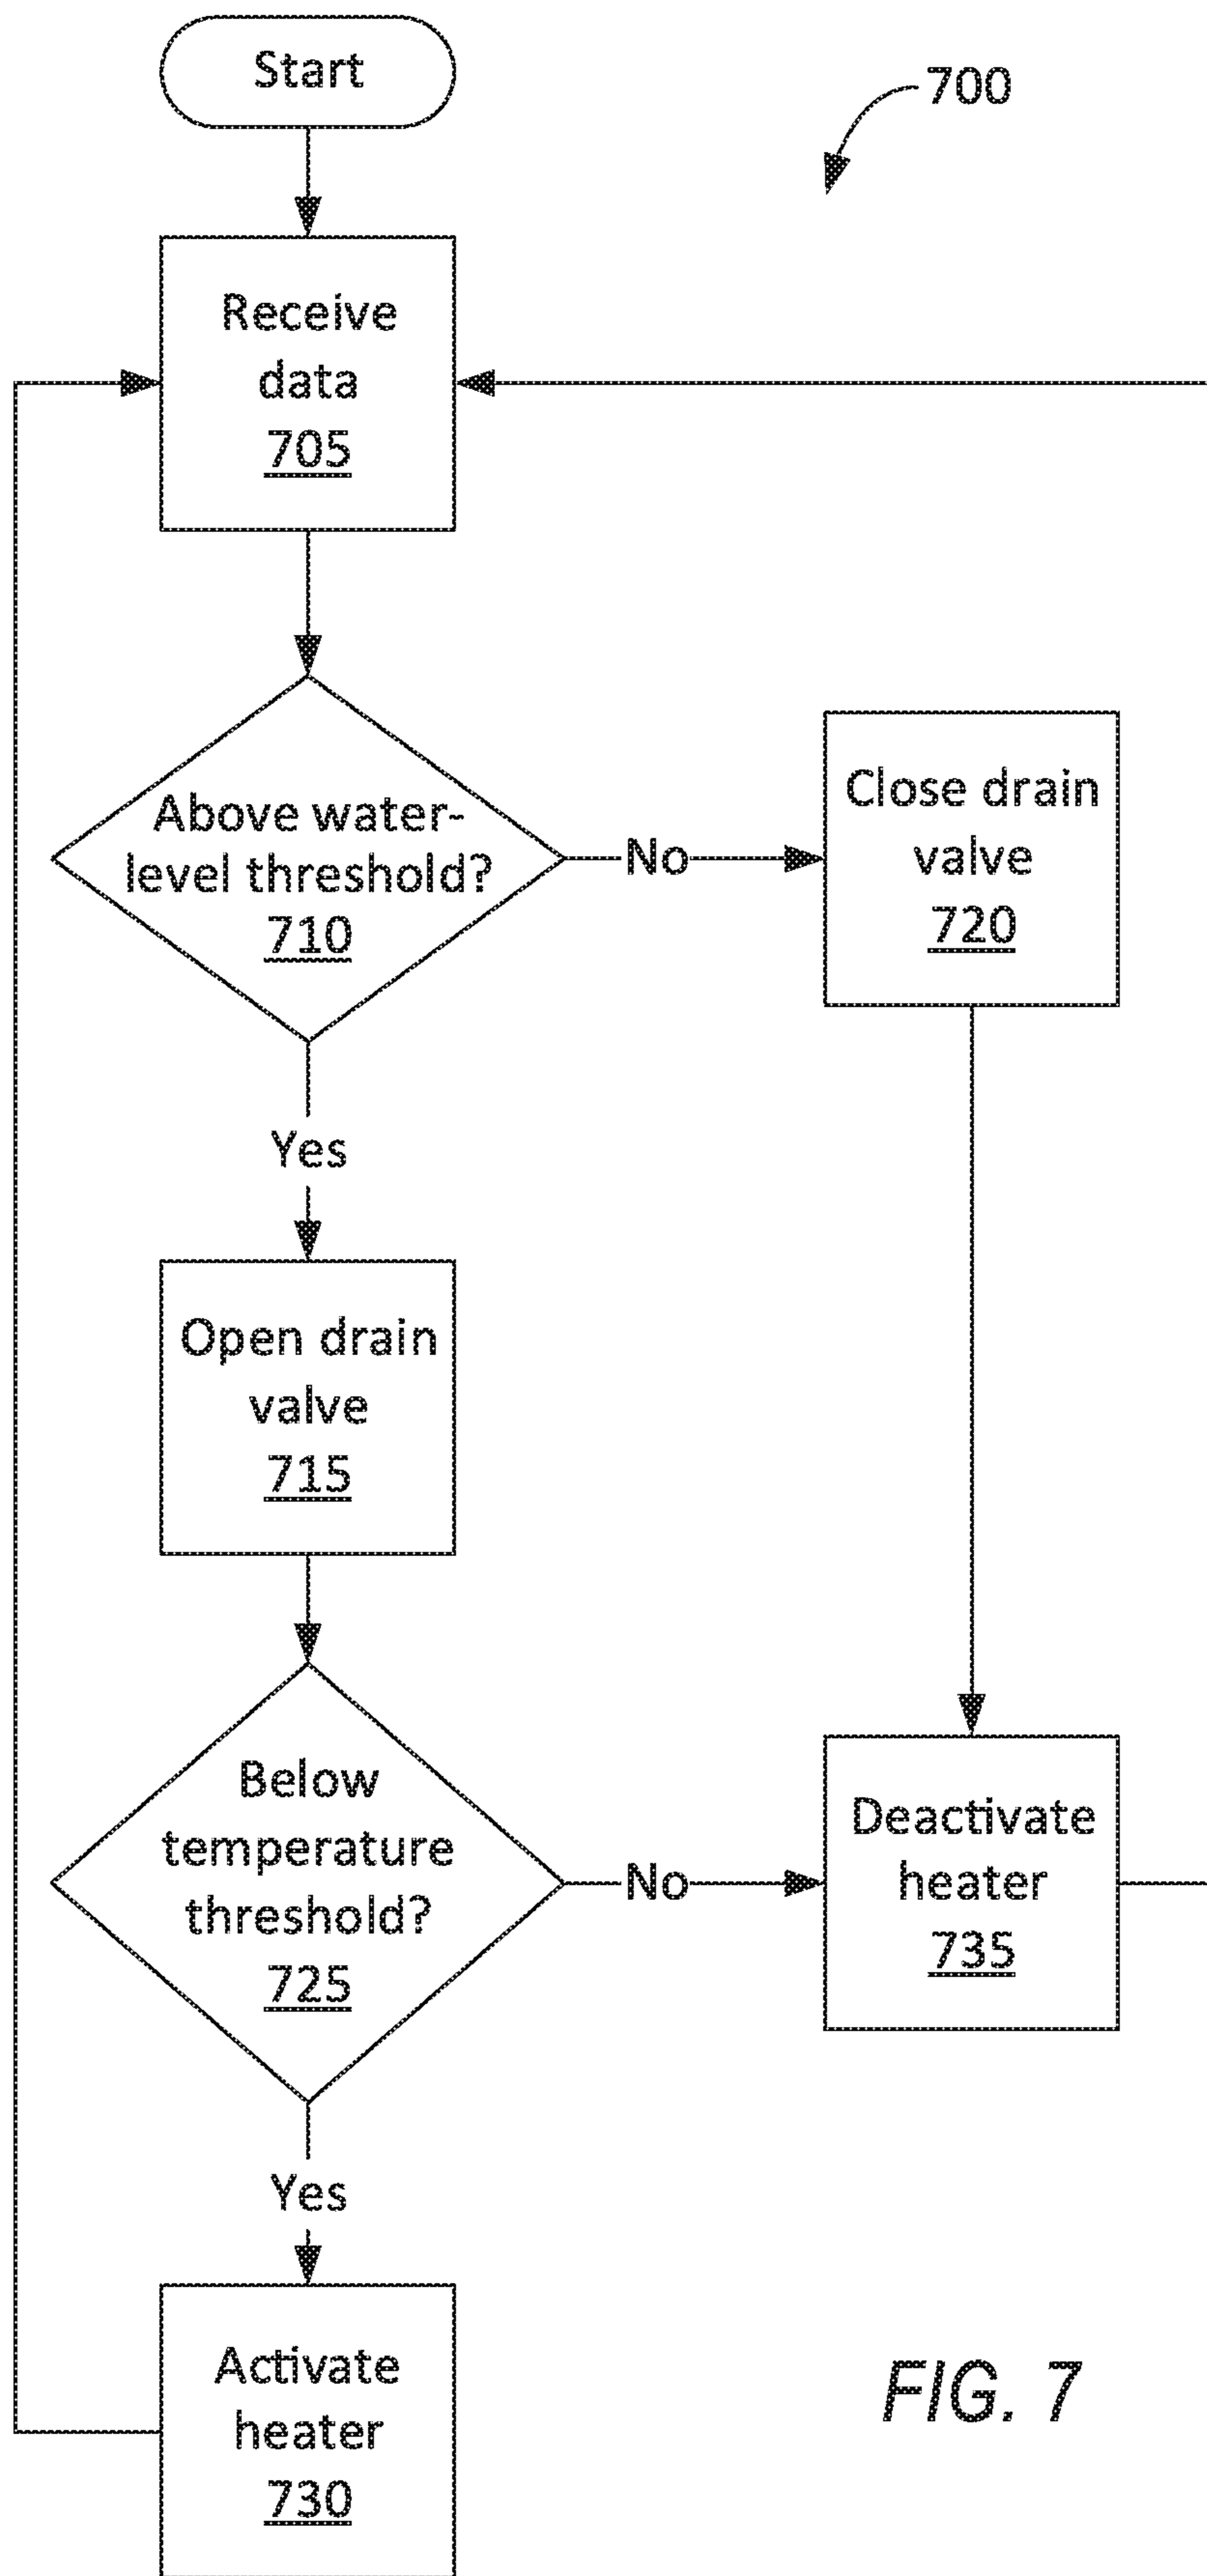 Start
700
Receive
data
705
Above water-
level threshold?
710
No
Close drain
valve
720
Yes
Open drain
valve
715
Below
temperature
threshold?
725
No
Deactivate
heater
735
Yes
Activate
heater
730
FIG. 7